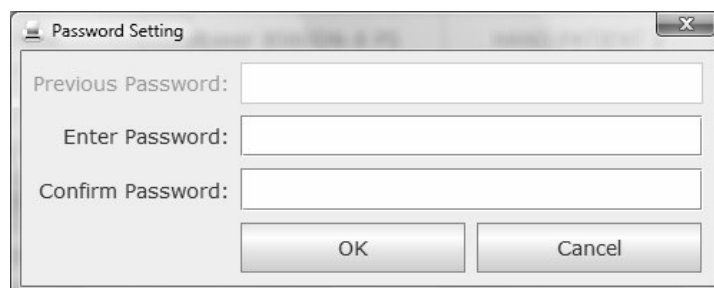 Password Setting
Previous Password:
Enter Password:
Confirm Password:
OK
Cancel